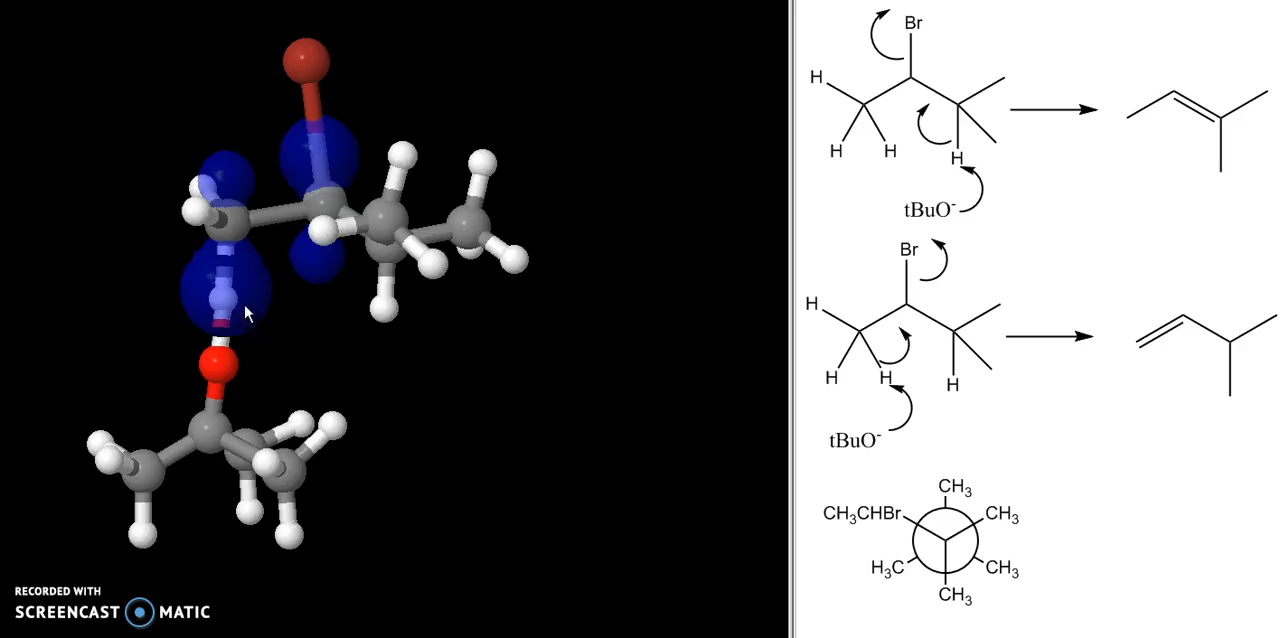 RECORDED WITH
SCREENCAST MATIC
Br
H
H H
H
tBuO-
Br
H
H H H
tBuO-
CH3
CH3CHBr CH3
H3C CH3
CH3